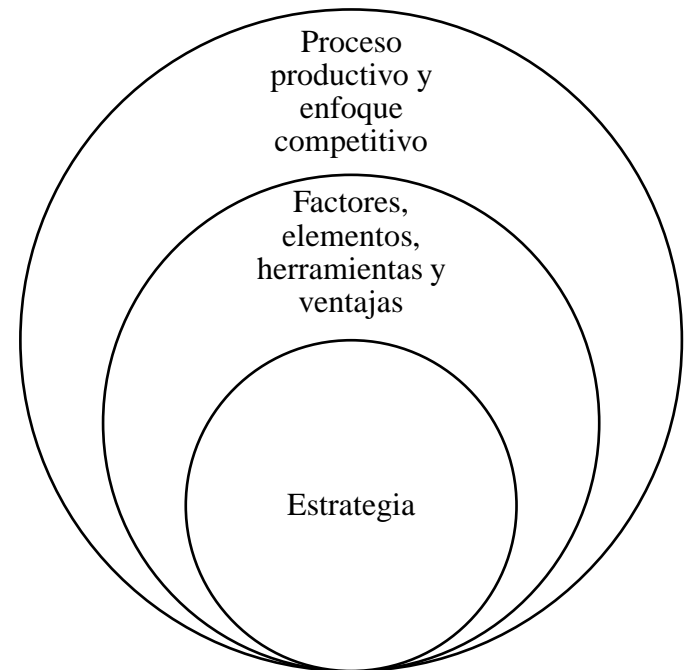 Proceso
productivo y
enfoque
competitivo
Factores,
elementos,
herramientas y
ventajas
Estrategia